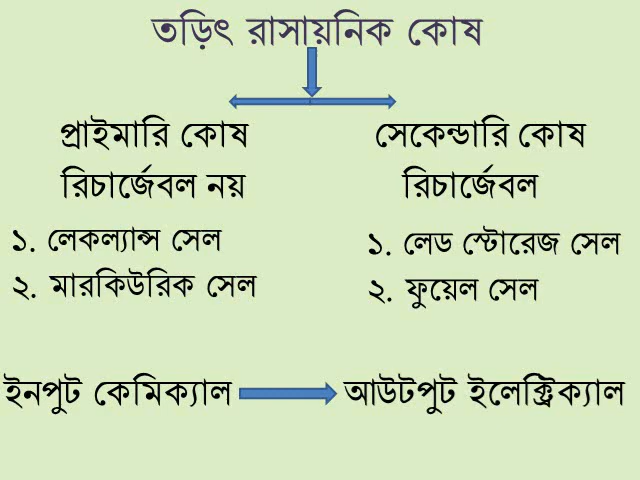 তড়িৎ রাসায়নিক কোষ
প্রাইমারি কোষ
রিচার্জেবল নয়
১. লেকল্যান্স সেল
২. মারকিউরিক সেল
সেকেন্ডারি কোষ
রিচার্জেবল
১. লেড স্টোরেজ সেল
২. ফুয়েল সেল
ইনপুট কেমিক্যাল
আউটপুট ইলেক্ট্রিক্যাল